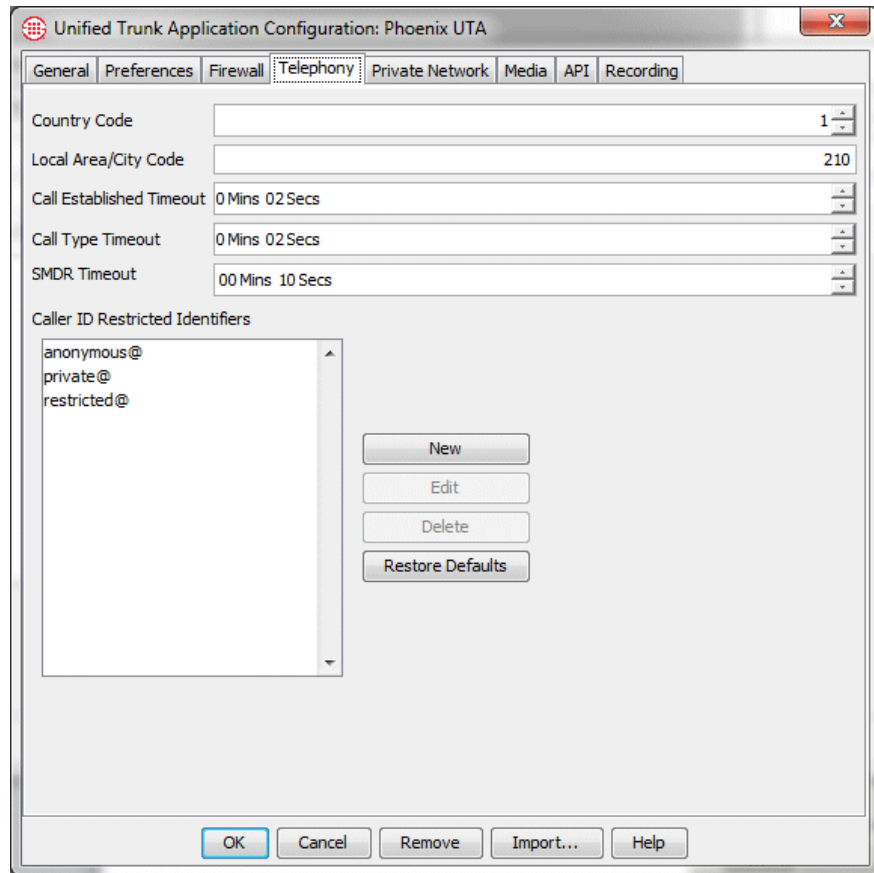 Unified Trunk Application Configuration: Phoenix UTA
General Preferences Firewall Telephony Private Network Media API Recording
Country Code 1
Local Area/City Code 210
Call Established Timeout 0 Mins 02 Secs
Call Type Timeout 0 Mins 02 Secs
SMDR Timeout 00 Mins 10 Secs
Caller ID Restricted Identifiers
anonymous@
private@
restricted@
New
Edit
Delete
Restore Defaults
OK Cancel Remove Import... Help